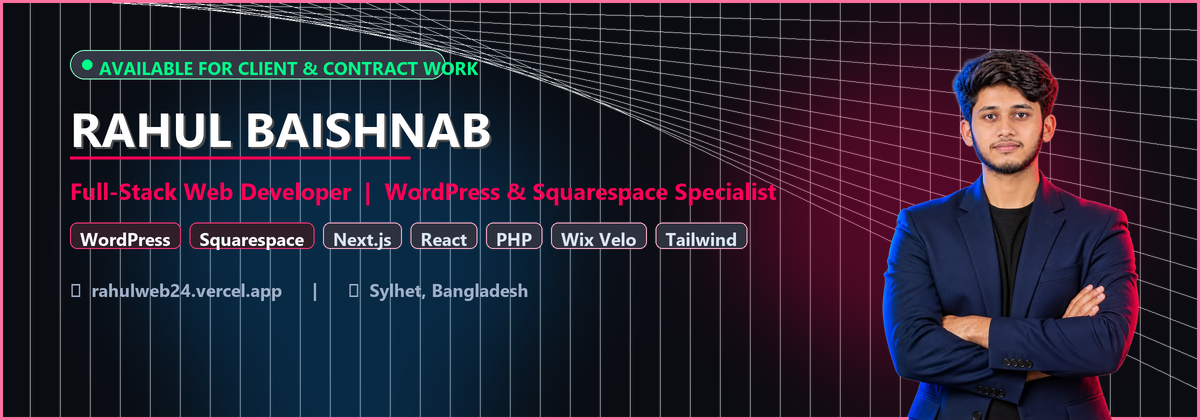 AVAILABLE FOR CLIENT & CONTRACT WORK
RAHUL BAISHNAB
Full-Stack Web Developer | WordPress & Squarespace Specialist
WordPress Squarespace Next.js React PHP Wix Velo Tailwind
rahulweb24.vercel.app | Sylhet, Bangladesh